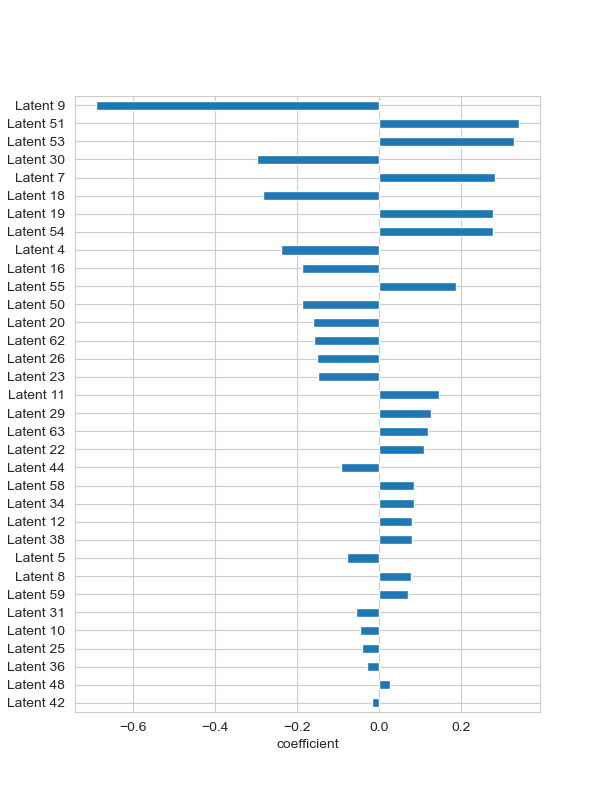 Latent 9
Latent 51
Latent 53
Latent 30
Latent 7
Latent 18
Latent 19
Latent 54
Latent 4
Latent 16
Latent 55
Latent 50
Latent 20
Latent 62
Latent 26
Latent 23
Latent 11
Latent 29
Latent 63
Latent 22
Latent 44
Latent 58
Latent 34
Latent 12
Latent 38
Latent 5
Latent 8
Latent 59
Latent 31
Latent 10
Latent 25
Latent 36
Latent 48
Latent 42
−0.6 −0.4 −0.2 0.0 0.2
coefficient